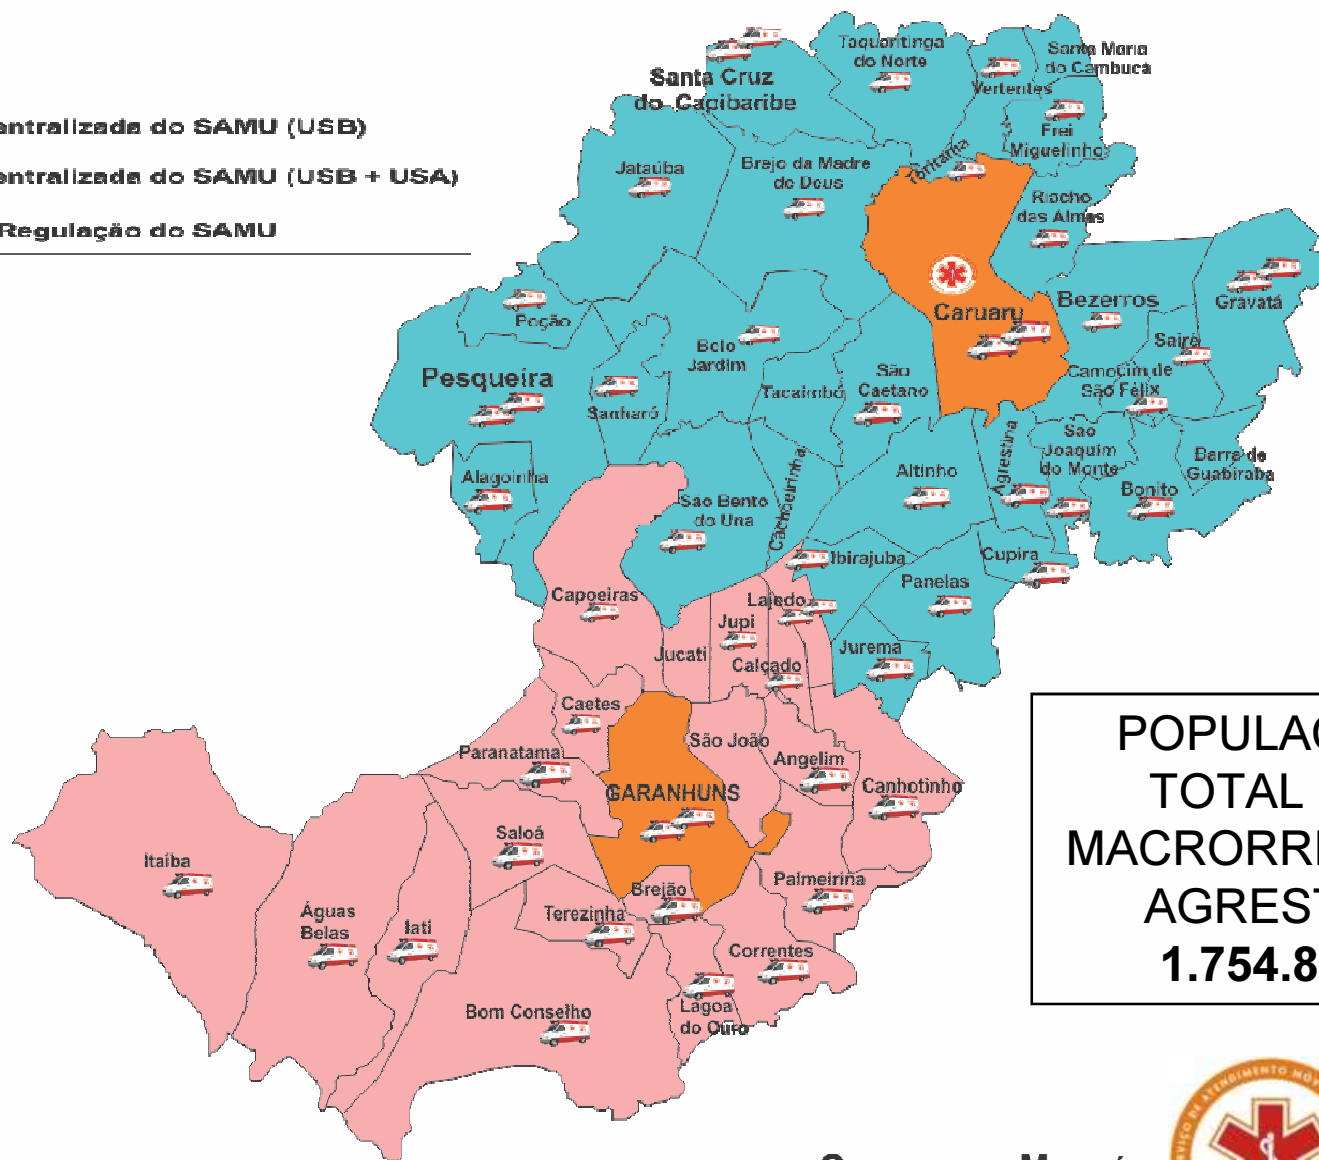 entralizada do SAMU (USB)
entralizada do SAMU (USB + USA)
Regulação do SAMU
Santa Cruz
do Capibaribe
Taquaritinga
do Norte
Vertentes
Santa Maria
do Cambucá
Frei
Miguelinho
Jataúba
Brejo da Madre
de Deus
Toritama
Riacho
das Almas
Poção
Belo
Jardim
Caruaru
Bezerros
Gravatá
Sairé
Pesqueira
Sanharó
Tacaimbó
São
Caetano
Camocim de
São Félix
Alagoinha
São Bento
do Una
Cachoeirinha
Altinho
Agrestina
São
Joaquim
do Monte
Bonito
Barra de
Guabiraba
Ibirajuba
Cupira
Panelas
Capoeiras
Lajedo
Jupi
Jucati
Calçado
Jurema
Caetes
São João
Paranatama
Angelim
GARANHUNS
Canhotinho
Saloá
Itaíba
Brejão
Palmeirina
Águas
Belas
Iati
Terezinha
Correntes
Bom Conselho
Lagoa
do Ouro
POPULAÇ
TOTAL
MACRORR
AGRES
1.754.8